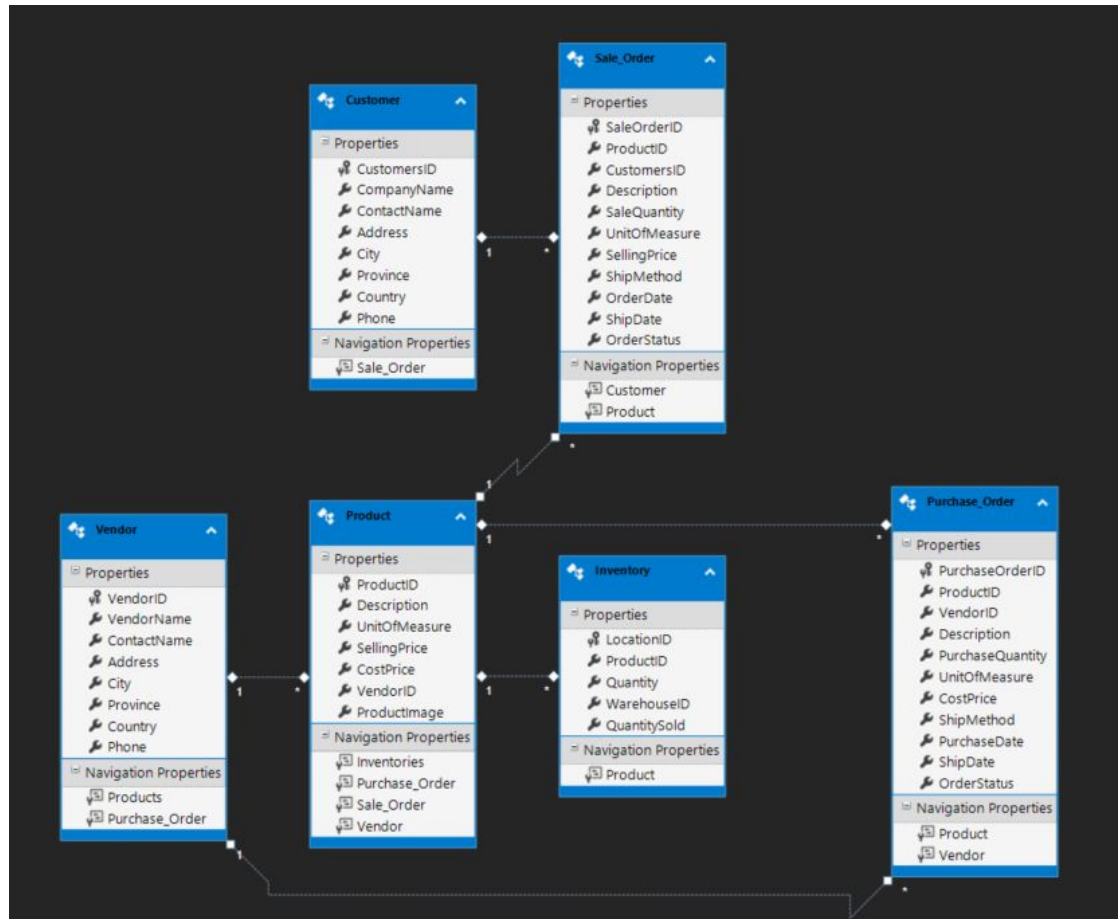 Customer
Properties
CustomersID
CompanyName
ContactName
Address
City
Province
Country
Phone
Navigation Properties
Sale_Order
1
*
Sale_Order
Properties
SaleOrderID
ProductID
CustomersID
Description
SaleQuantity
UnitOfMeasure
SellingPrice
ShipMethod
OrderDate
ShipDate
OrderStatus
Navigation Properties
Customer
Product
*
1
Vendor
Properties
VendorID
VendorName
ContactName
Address
City
Province
Country
Phone
Navigation Properties
Products
Purchase_Order
1
1
*
Product
Properties
ProductID
Description
UnitOfMeasure
SellingPrice
CostPrice
VendorID
ProductImage
Navigation Properties
Inventories
Purchase_Order
Sale_Order
Vendor
1
*
1
*
Inventory
Properties
LocationID
ProductID
Quantity
WarehouseID
QuantitySold
Navigation Properties
Product
Purchase_Order
Properties
PurchaseOrderID
ProductID
VendorID
Description
PurchaseQuantity
UnitOfMeasure
CostPrice
ShipMethod
PurchaseDate
ShipDate
OrderStatus
Navigation Properties
Product
Vendor
*